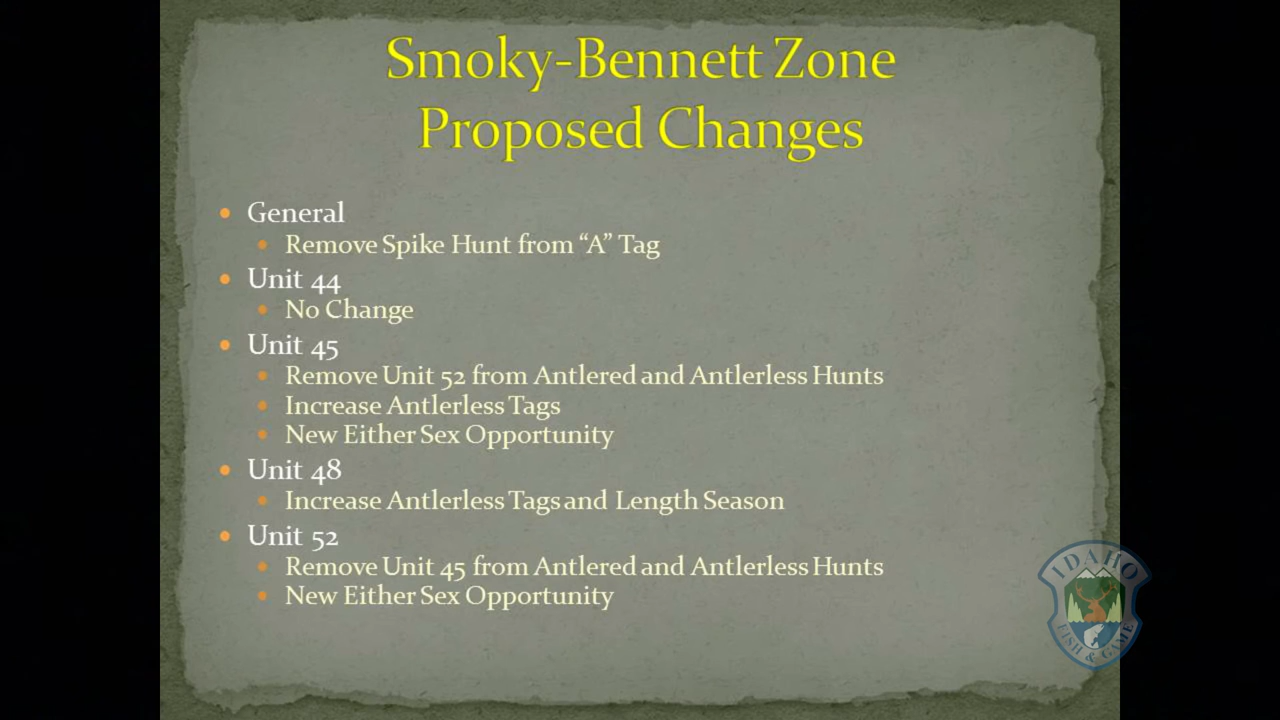 Smoky-Bennett Zone
Proposed Changes
• General
• Remove Spike Hunt from “A” Tag
• Unit 44
• No Change
• Unit 45
• Remove Unit 52 from Antlered and Antlerless Hunts
• Increase Antlerless Tags
• New Either Sex Opportunity
• Unit 48
• Increase Antlerless Tags and Length Season
• Unit 52
• Remove Unit 45 from Antlered and Antlerless Hunts
• New Either Sex Opportunity
IDAHO
FISH & GAME